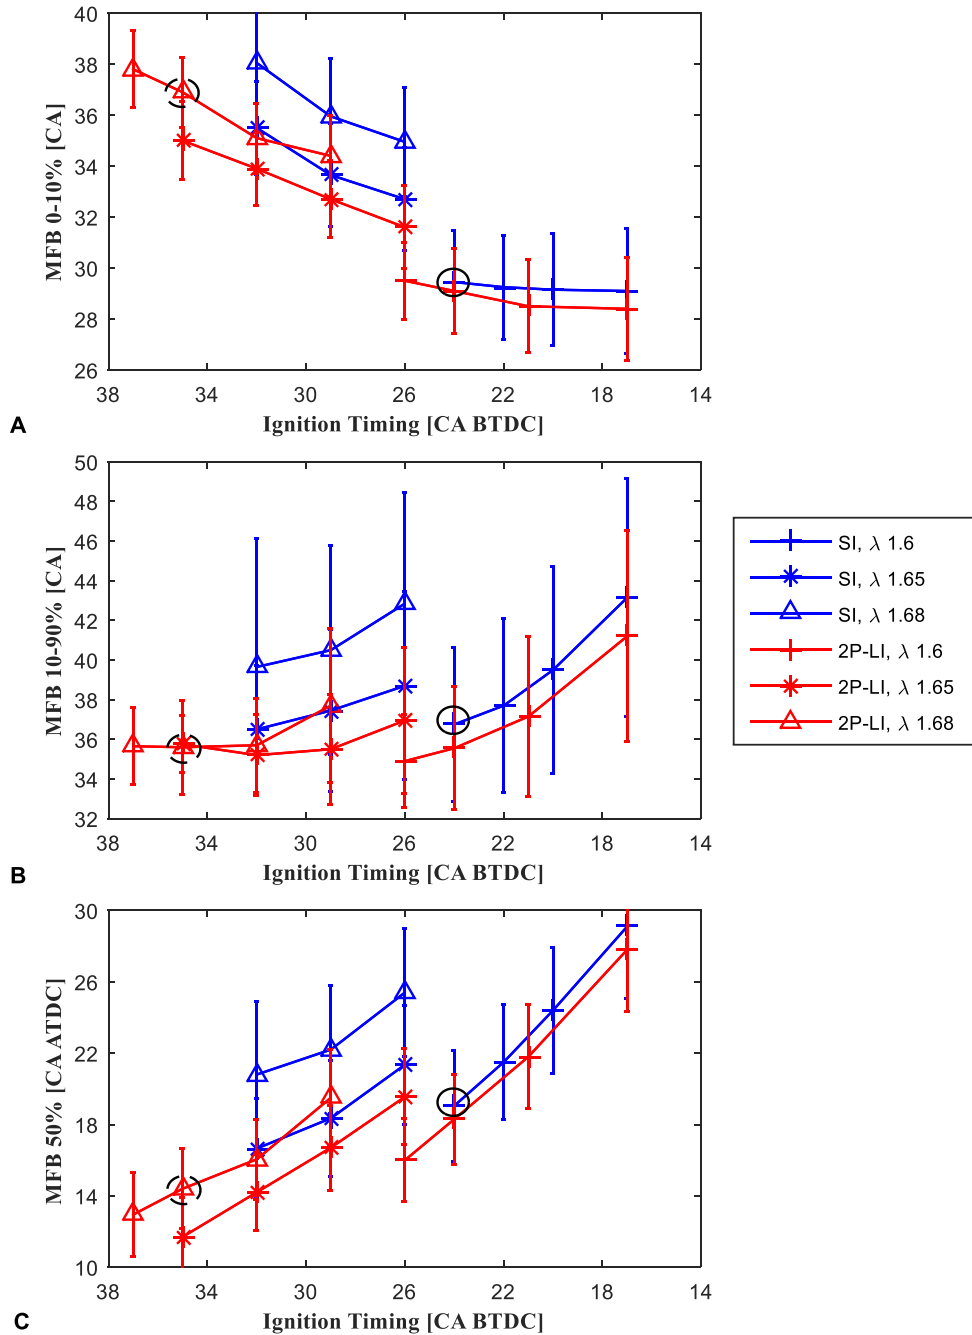 40
38
36
34
32
30
28
26
MFB 0-10% [CA]
38 34 30 26 22 18 14
Ignition Timing [CA BTDC]
A
50
48
46
44
42
40
38
36
34
32
MFB 10-90% [CA]
38 34 30 26 22 18 14
Ignition Timing [CA BTDC]
B
SI, λ 1.6
SI, λ 1.65
SI, λ 1.68
2P-LI, λ 1.6
2P-LI, λ 1.65
2P-LI, λ 1.68
30
26
22
18
14
10
MFB 50% [CA ATDC]
38 34 30 26 22 18 14
Ignition Timing [CA BTDC]
C